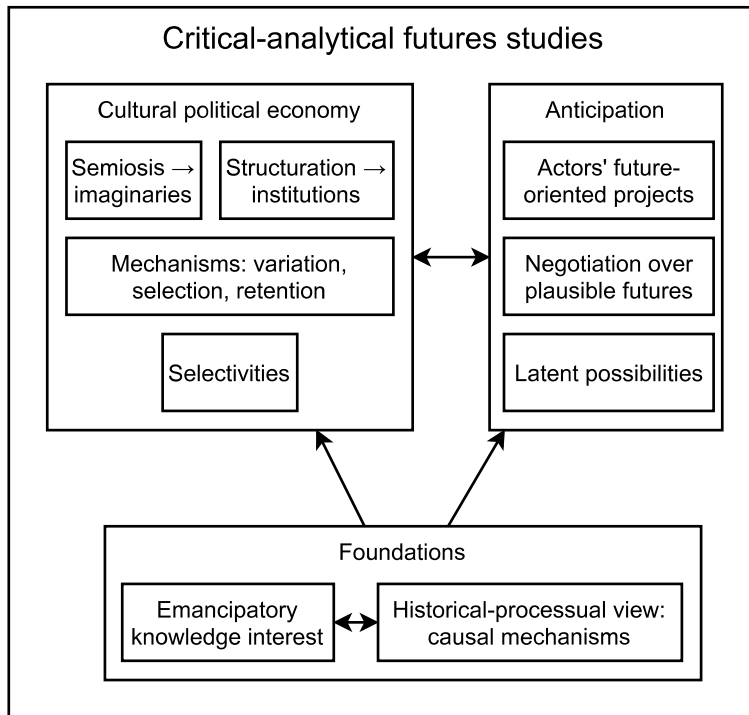 Critical-analytical futures studies
Cultural political economy
Semiosis →
imaginaries
Structuration →
institutions
Mechanisms: variation,
selection, retention
Selectivities
Anticipation
Actors' future-
oriented projects
Negotiation over
plausible futures
Latent possibilities
Foundations
Emancipatory
knowledge interest
Historical-processual view:
causal mechanisms